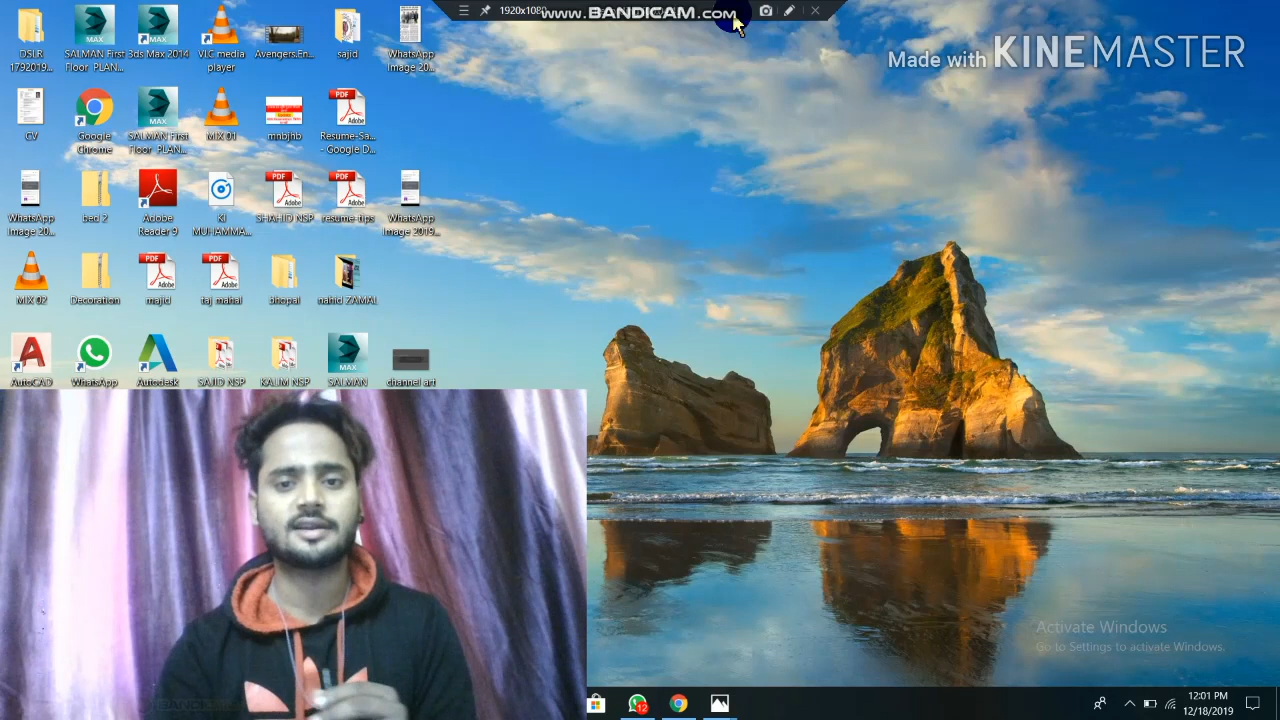 1920x1080
www.BANDICAM.com
Made with KINEMASTER
DSLR
1792019...
SALMAN First
Floor PLAN...
3ds Max 2014
VLC media
player
Avengers.En...
sajid
WhatsApp
Image 20...
CV
Google
Chrome
SALMAN First
Floor PLAN...
MIX 01
mnbjhb
Resume-Sa...
- Google D...
WhatsApp
Image 20...
bed 2
Adobe
Reader 9
KI
MUHAMMA...
SHAHID NSP
resume-tips
WhatsApp
Image 2019...
MIX 02
Decoration
majid
taj mahal
bhopal
nahid ZAMAL
AutoCAD
WhatsApp
Autodesk
SAJID NSP
KALIM NSP
SALMAN
channel art
Activate Windows
Go to Settings to activate Windows.
12
12:01 PM
12/18/2019